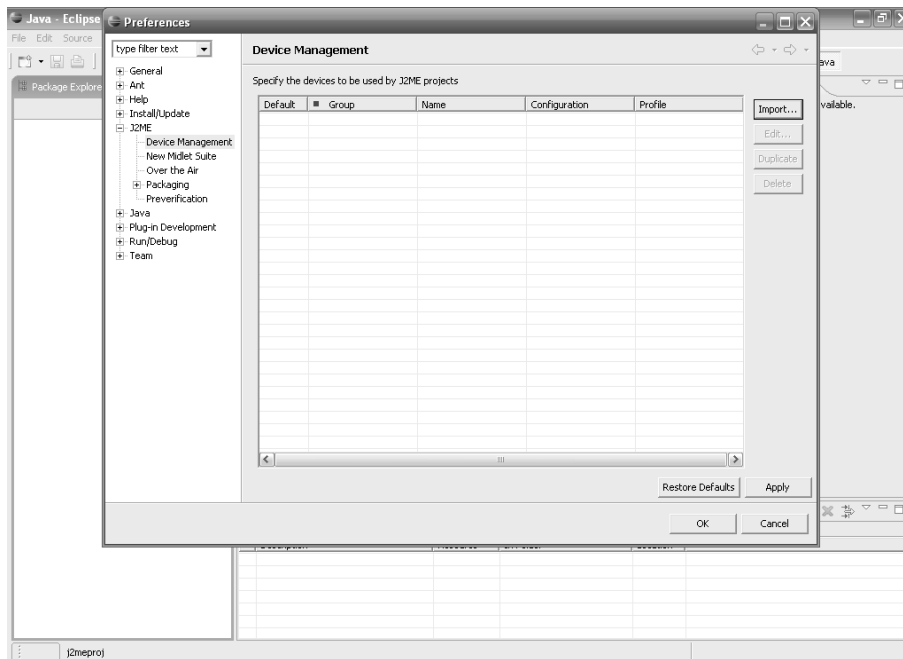 Java - Eclipse
Preferences
File Edit Source
type filter text
Device Management
ava
Package Explore
General
Ant
Help
Install/Update
J2ME
Device Management
New Midlet Suite
Over the Air
Packaging
Preverification
Java
Plug-in Development
Run/Debug
Team
Specify the devices to be used by J2ME projects
Default Group Name Configuration Profile
Import...
Edit...
Duplicate
Delete
vailable.
Restore Defaults Apply
OK Cancel
j2meproj